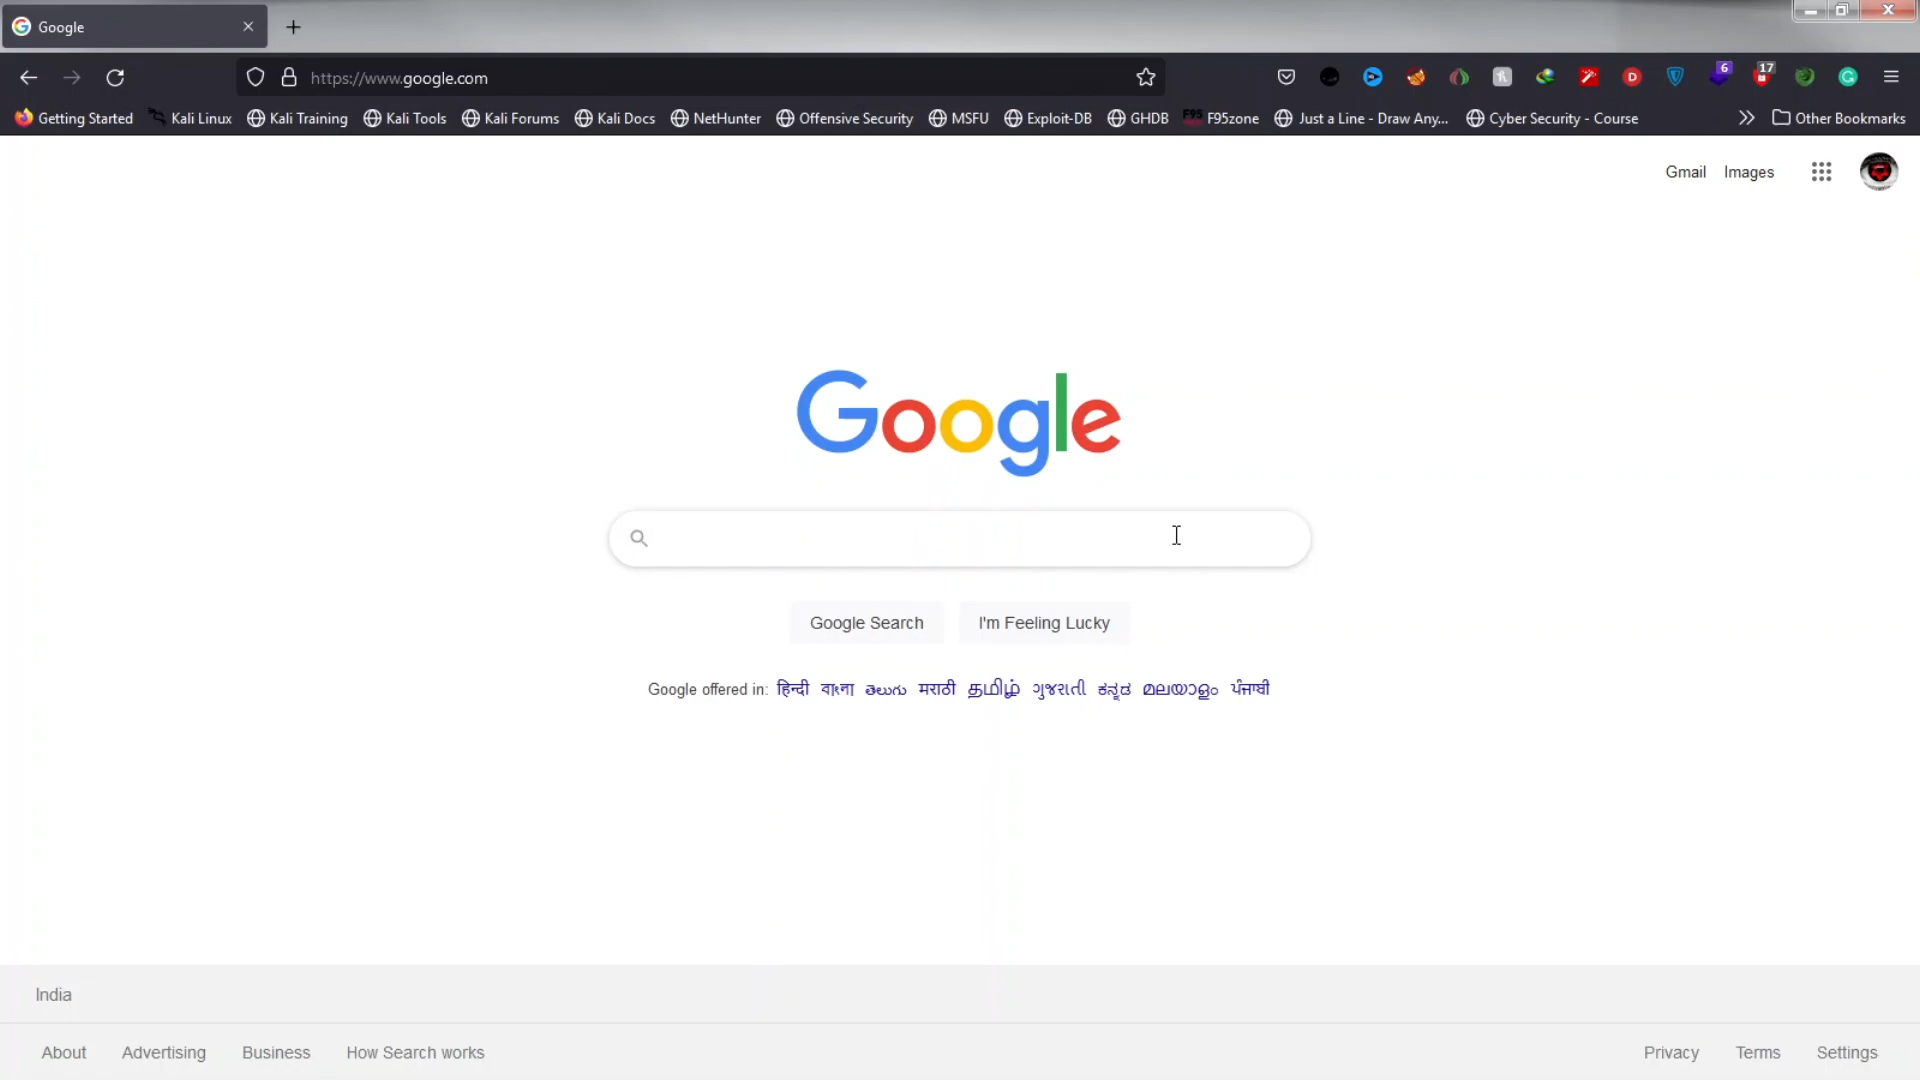 Google
https://www.google.com
6
17
Getting Started Kali Linux Kali Training Kali Tools Kali Forums Kali Docs NetHunter Offensive Security MSFU Exploit-DB GHDB F95 F95zone Just a Line - Draw Any... Cyber Security - Course Other Bookmarks
Gmail Images
Google
Google Search I'm Feeling Lucky
Google offered in: हिन्दी বাংলা తెలుగు मराठी தமிழ் ગુજરાતી ಕನ್ನಡ മലയാളം ਪੰਜਾਬੀ
India
About Advertising Business How Search works Privacy Terms Settings